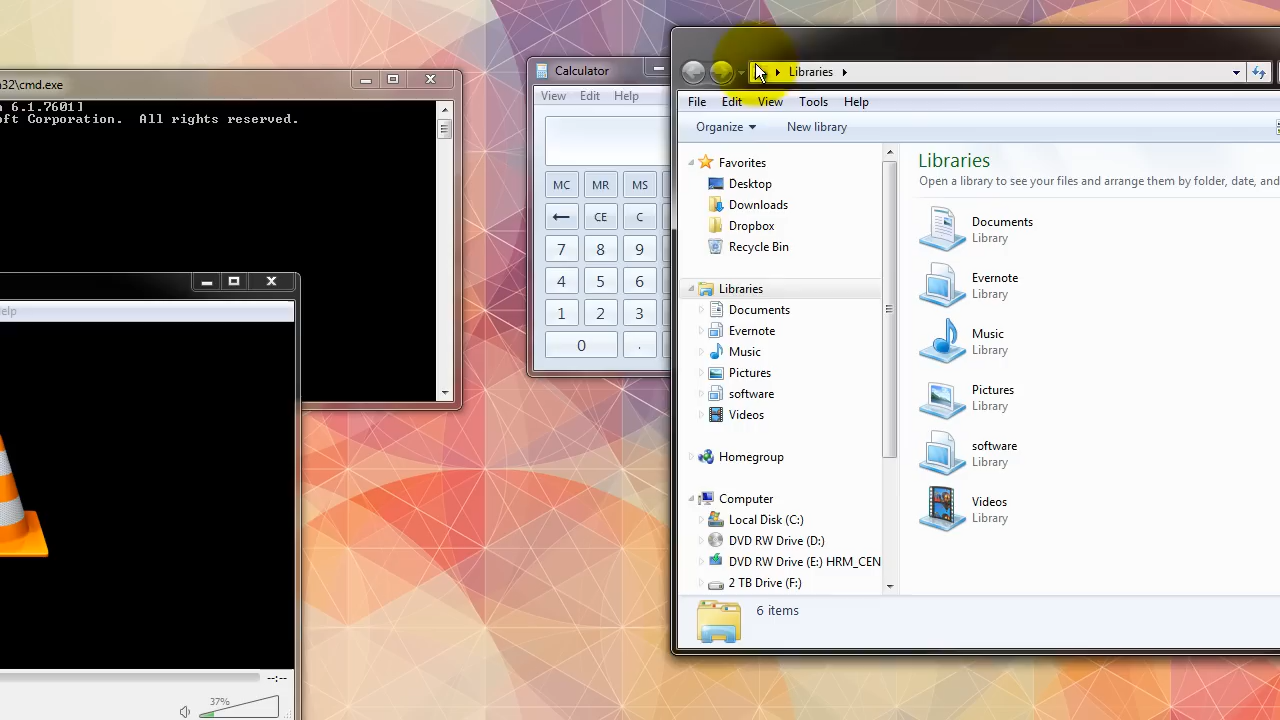 32\cmd.exe
n 6.1.7601]
oft Corporation.  All rights reserved.
elp
--:--
37%
Calculator
View Edit Help
MC MR MS
← CE C
7 8 9
4 5 6
1 2 3
0 .
Libraries
File Edit View Tools Help
Organize New library
Favorites
Desktop
Downloads
Dropbox
Recycle Bin
Libraries
Documents
Evernote
Music
Pictures
software
Videos
Homegroup
Computer
Local Disk (C:)
DVD RW Drive (D:)
DVD RW Drive (E:) HRM_CEN
2 TB Drive (F:)
Libraries
Open a library to see your files and arrange them by folder, date, and
Documents
Library
Evernote
Library
Music
Library
Pictures
Library
software
Library
Videos
Library
6 items